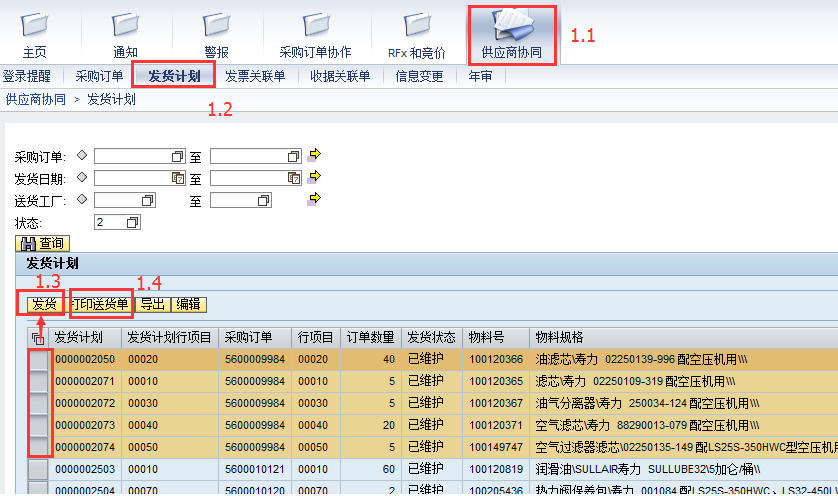 主页 通知 警报 采购订单协作 RFx 和竞价 供应商协同 1.1
登录提醒 采购订单 发货计划 发票关联单 收据关联单 信息变更 年审
供应商协同 > 发货计划 1.2
采购订单: 至
发货日期: 至
送货工厂: 至
状态: 2
查询
发货计划
1.3 1.4
发货 打印送货单 导出 编辑
发货计划 发货计划行项目 采购订单 行项目 订单数量 发货状态 物料号 物料规格
0000002050 00020 5600009984 00020 40 已维护 100120366 油滤芯\寿力 02250139-996 配空压机用\\\
0000002071 00010 5600009984 00010 5 已维护 100120365 滤芯\寿力 02250109-319 配空压机用\\\
0000002072 00030 5600009984 00030 5 已维护 100120367 油气分离器\寿力 250034-124 配空压机用\\\
0000002073 00040 5600009984 00040 20 已维护 100120371 空气滤芯\寿力 88290013-079 配空压机用\\\
0000002074 00050 5600009984 00050 5 已维护 100149747 空气过滤器滤芯\02250135-149 配LS25S-350HWC型空压机用
0000002503 00010 5600010121 00010 60 已维护 100120819 润滑油\SULLAIR寿力 SULLUBE32\5加仑/桶\\
0000002504 00070 5600010121 00070 2 已维护 100205436 热力阀保养包\寿力 001084 配LS25S-350HWC、LS32-450L